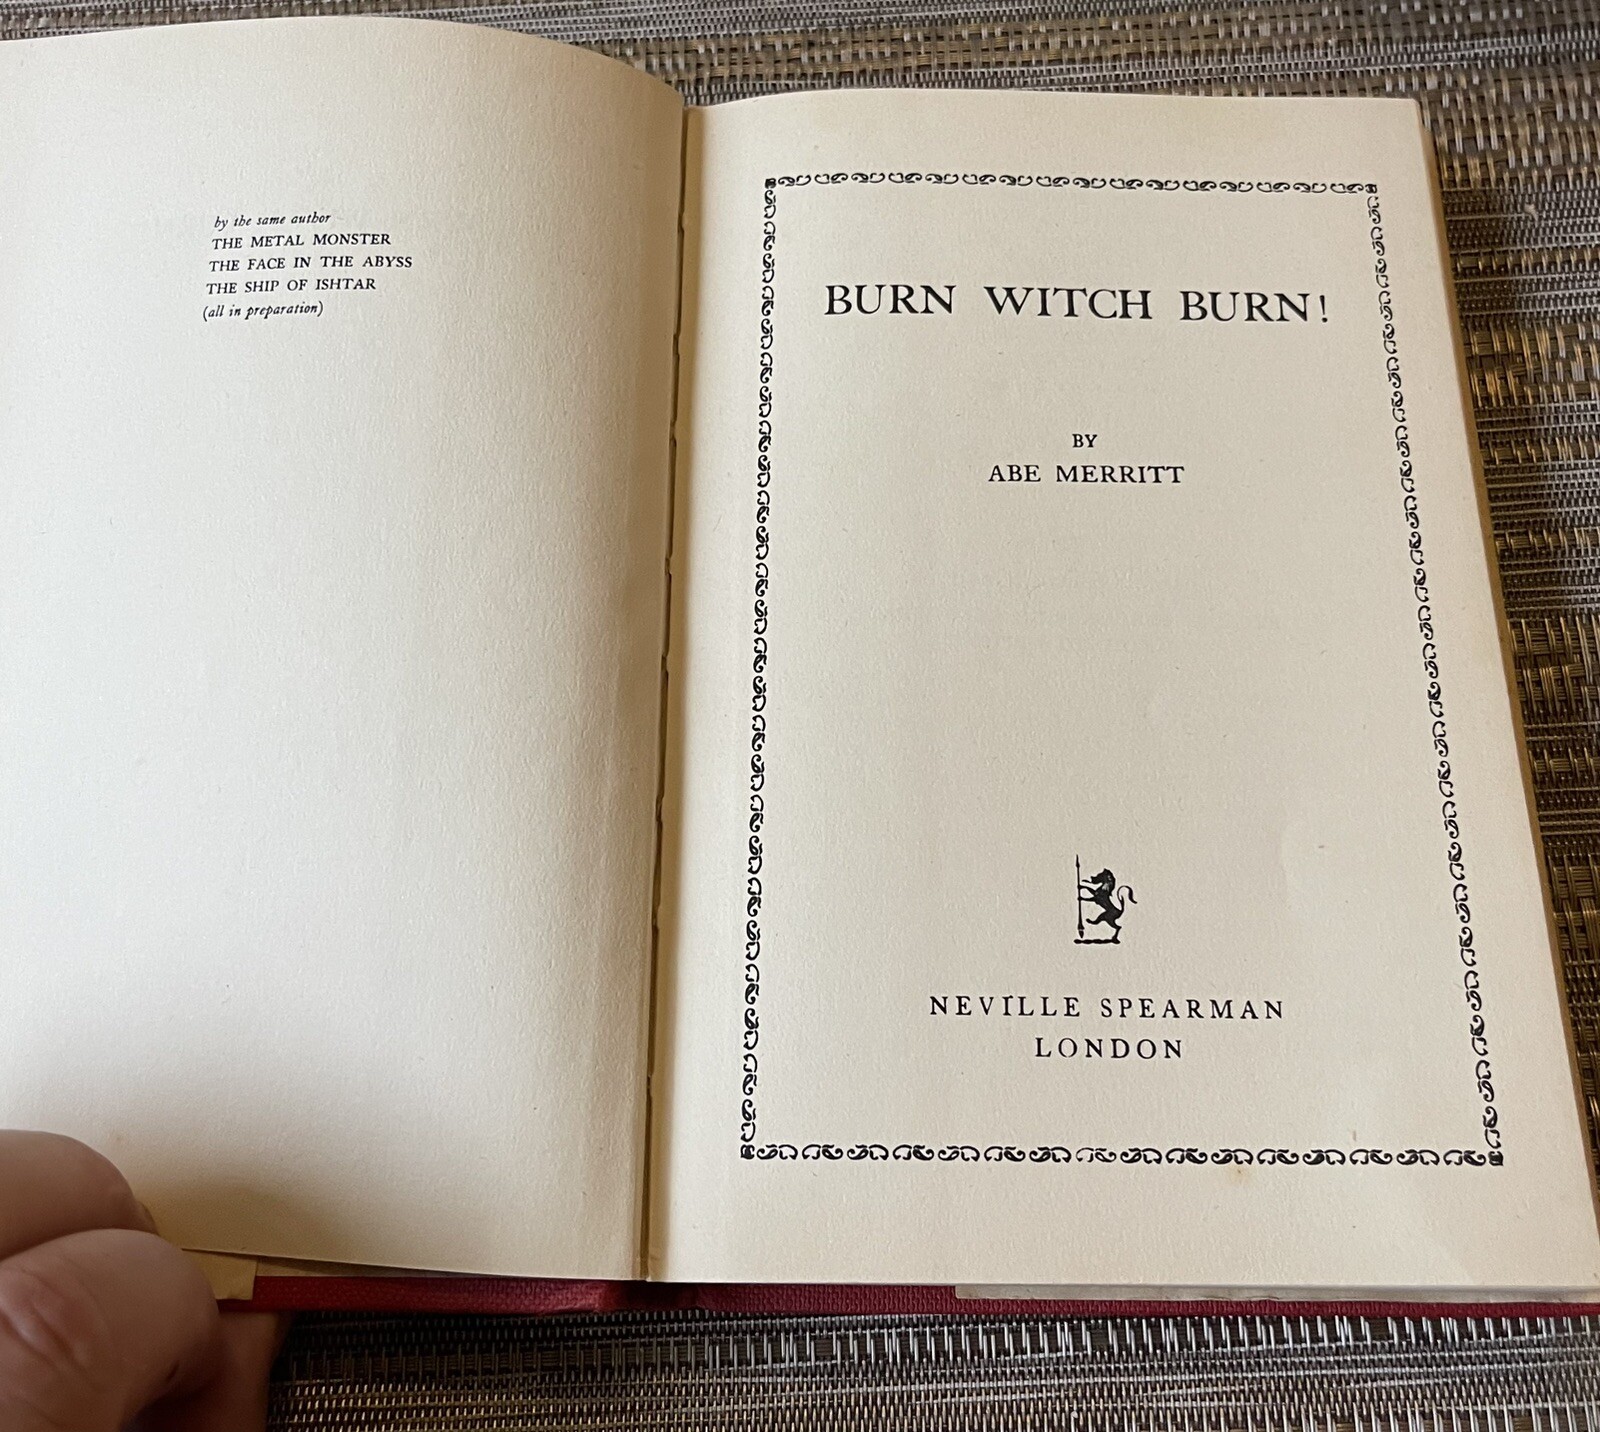 by the same author
THE METAL MONSTER
THE FACE IN THE ABYSS
THE SHIP OF ISHTAR
(all in preparation)
BURN WITCH BURN!
BY
ABE MERRITT
NEVILLE SPEARMAN
LONDON